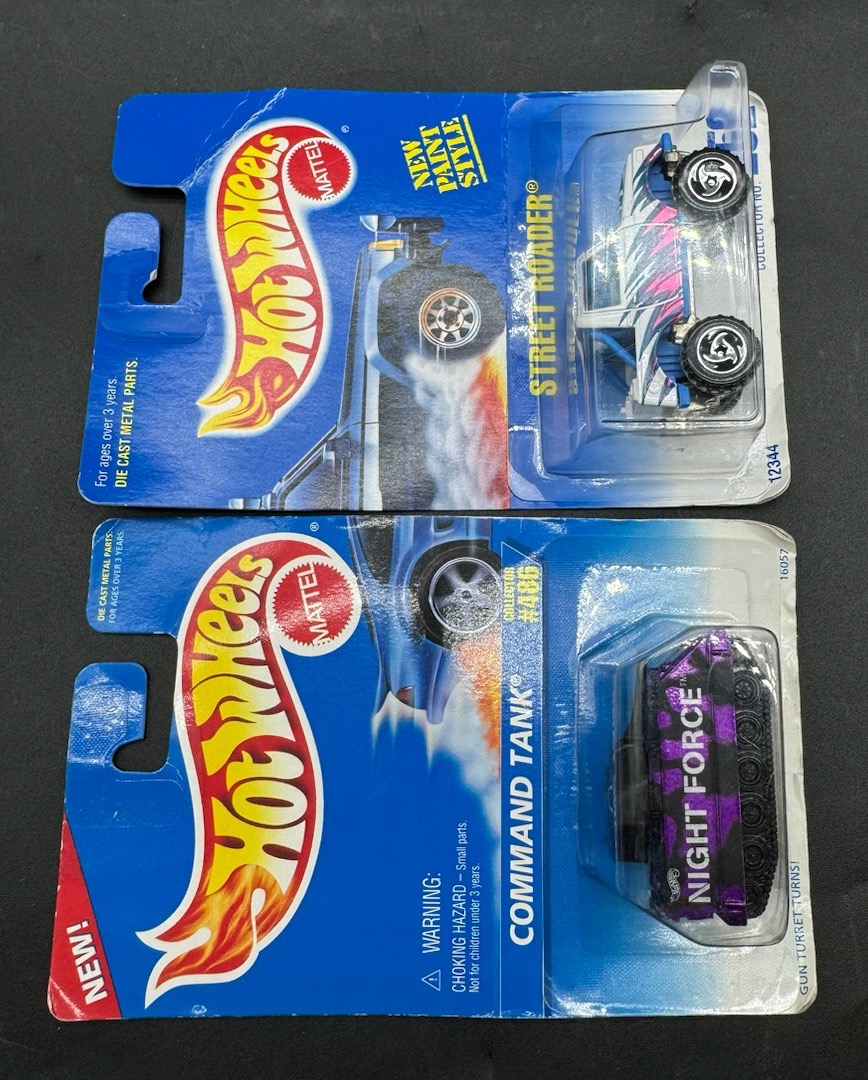 HOT WHEELS
®
MATTEL
NEW
PAINT
STYLE
For ages over 3 years.
DIE CAST METAL PARTS.
STREET ROADER®
COLLECTOR NO.
12344
NEW!
DIE CAST METAL PARTS.
FOR AGES OVER 3 YEARS.
HOT WHEELS
®
MATTEL
WARNING:
CHOKING HAZARD – Small parts.
Not for children under 3 years.
COLLECTOR
#466
COMMAND TANK®
16057
NIGHT FORCE™
GUN TURRET TURNS!